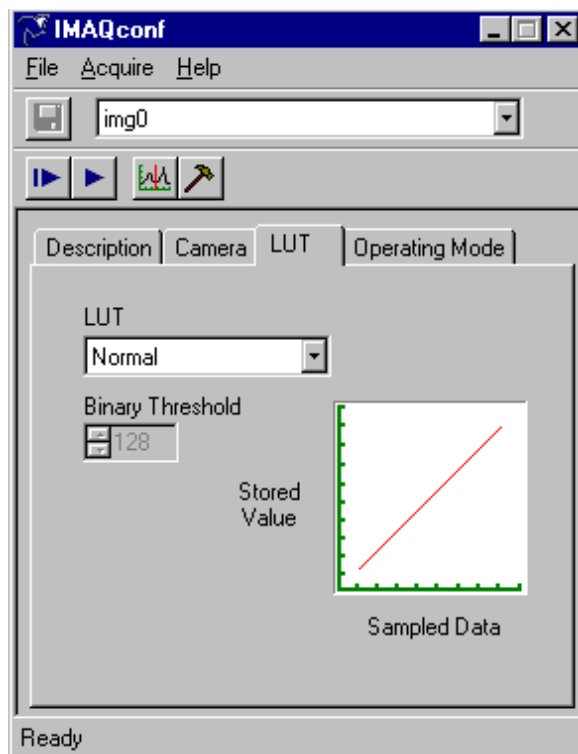 IMAQconf
File Acquire Help
img0
Description Camera LUT Operating Mode
LUT
Normal
Binary Threshold
128
Stored
Value
Sampled Data
Ready